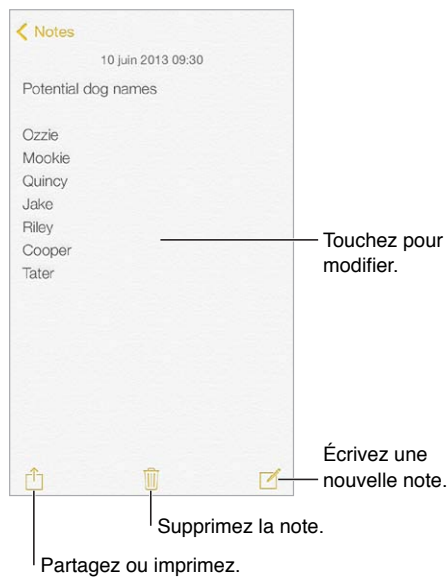 Notes
10 juin 2013 09:30
Potential dog names
Ozzie
Mookie
Quincy
Jake
Riley
Cooper
Tater
Touchez pour
modifier.
Écrivez une
nouvelle note.
Supprimez la note.
Partagez ou imprimez.